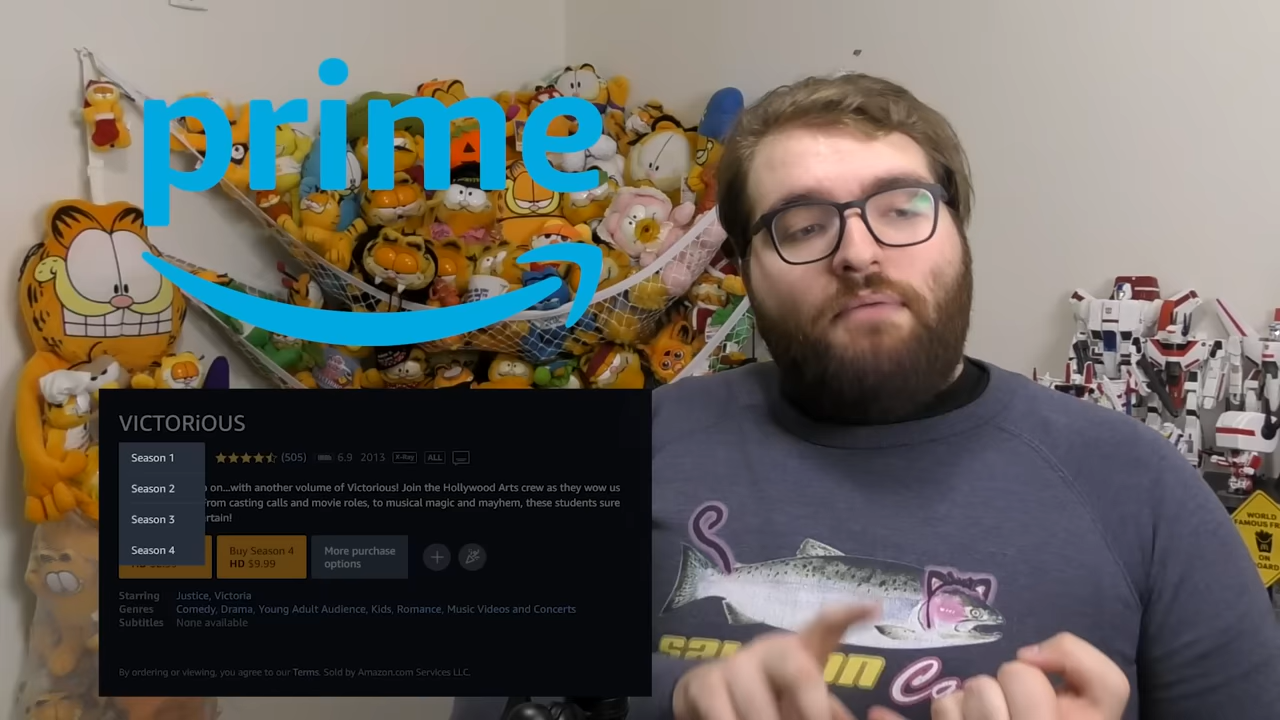 prime
VICTORiOUS
Season 1
(505) 6.9 2013 X-Ray ALL
Season 2
on...with another volume of Victorious! Join the Hollywood Arts crew as they wow us
From casting calls and movie roles, to musical magic and mayhem, these students sure
Season 3
Season 4
Buy Season 4
HD $9.99
More purchase
options
Starring Justice, Victoria
Genres Comedy, Drama, Young Adult Audience, Kids, Romance, Music Videos and Concerts
Subtitles None available
By ordering or viewing, you agree to our Terms. Sold by Amazon.com Services LLC.
WORLD
FAMOUS
ON